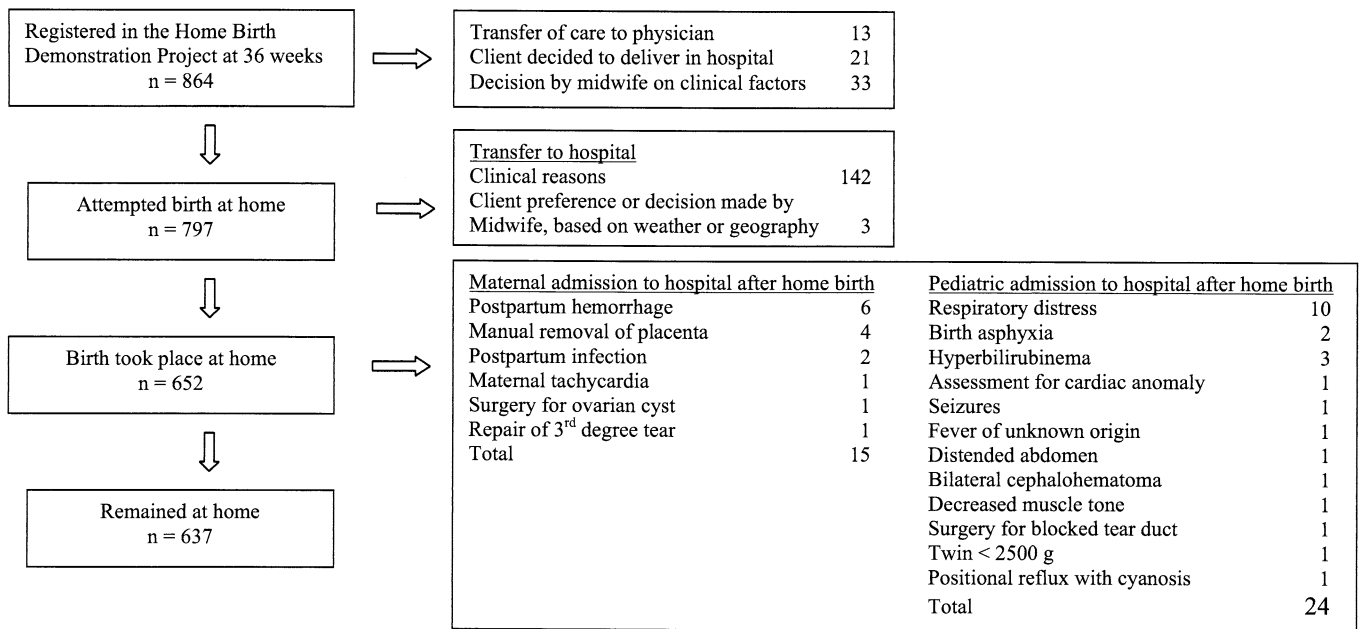 Registered in the Home Birth
Demonstration Project at 36 weeks
n = 864
Transfer of care to physician 13
Client decided to deliver in hospital 21
Decision by midwife on clinical factors 33
Attempted birth at home
n = 797
Transfer to hospital
Clinical reasons 142
Client preference or decision made by
Midwife, based on weather or geography 3
Birth took place at home
n = 652
Maternal admission to hospital after home birth
Postpartum hemorrhage 6
Manual removal of placenta 4
Postpartum infection 2
Maternal tachycardia 1
Surgery for ovarian cyst 1
Repair of 3rd degree tear 1
Total 15
Pediatric admission to hospital after home birth
Respiratory distress 10
Birth asphyxia 2
Hyperbilirubinema 3
Assessment for cardiac anomaly 1
Seizures 1
Fever of unknown origin 1
Distended abdomen 1
Bilateral cephalohematoma 1
Decreased muscle tone 1
Surgery for blocked tear duct 1
Twin < 2500 g 1
Positional reflux with cyanosis 1
Total 24
Remained at home
n = 637